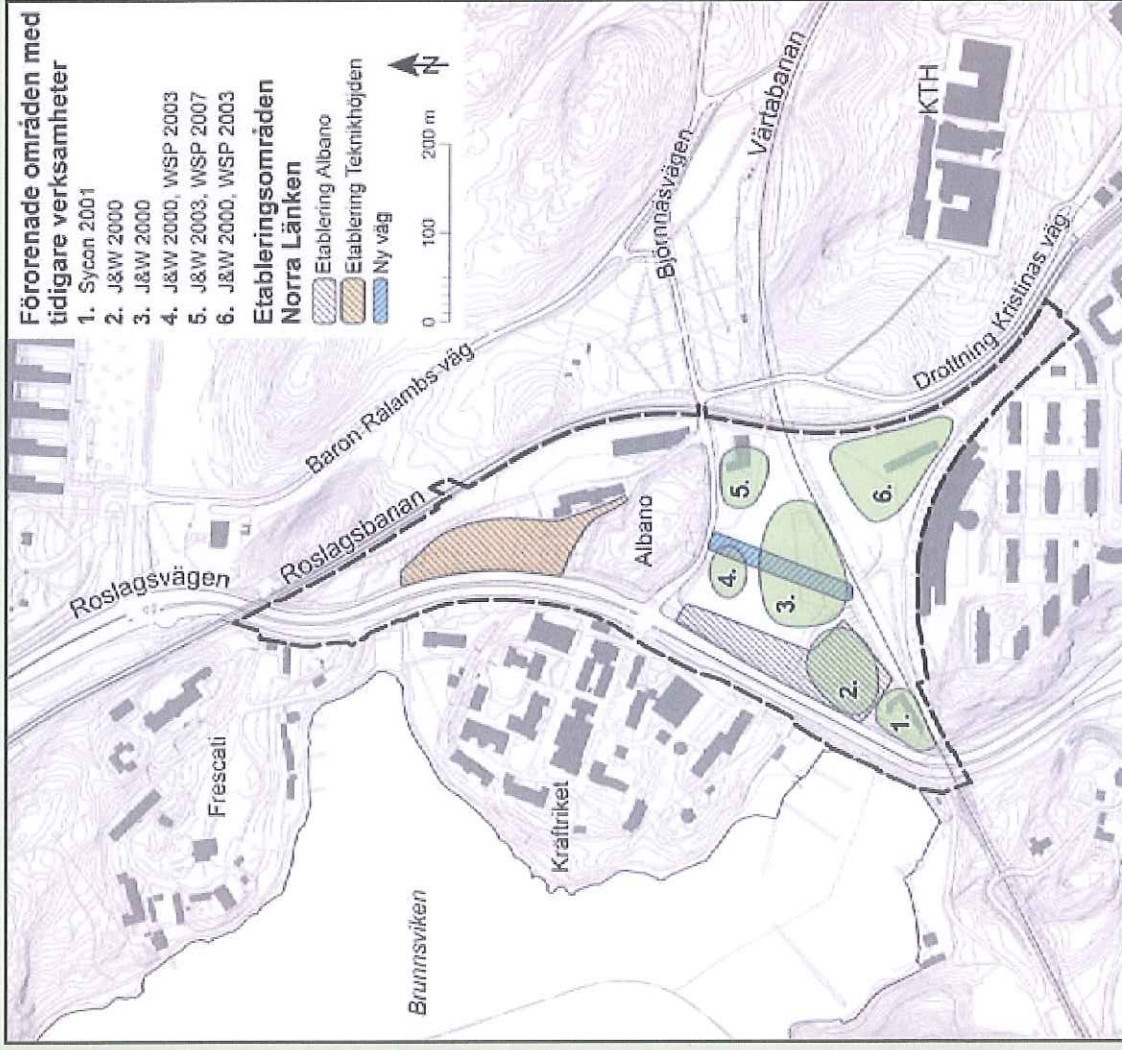 Förorenade områden med
tidigare verksamheter
1. Sycon 2001
2. J&W 2000
3. J&W 2000
4. J&W 2000, WSP 2003
5. J&W 2003, WSP 2007
6. J&W 2000, WSP 2003
Etableringsområden
Norra Länken
Etablering Albano
Etablering Teknikhöjden
Ny väg
N
0 100 200 m
Roslagsvägen
Roslagsbanan
Baron Rålambs väg
Frescati
Kräftriket
Brunnsviken
Albano
Björnnäsvägen
Värtabanan
KTH
Drottning Kristinas väg
1.
2.
3.
4.
5.
6.